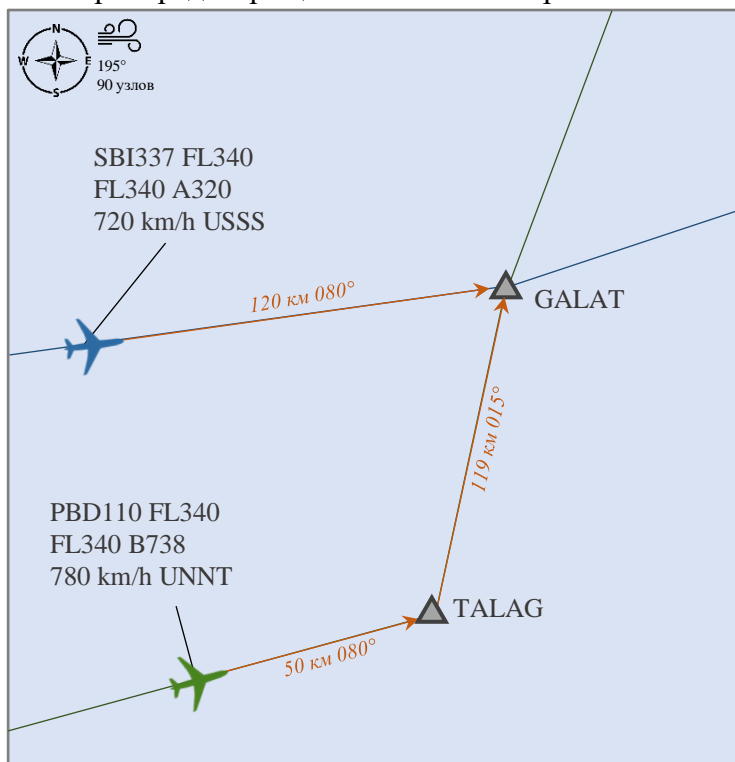 N
W E
S
195°
90 узлов
SBI337 FL340
FL340 A320
720 km/h USSS
120 км 080°
GALAT
119 км 015°
PBD110 FL340
FL340 B738
780 km/h UNNT
TALAG
50 км 080°